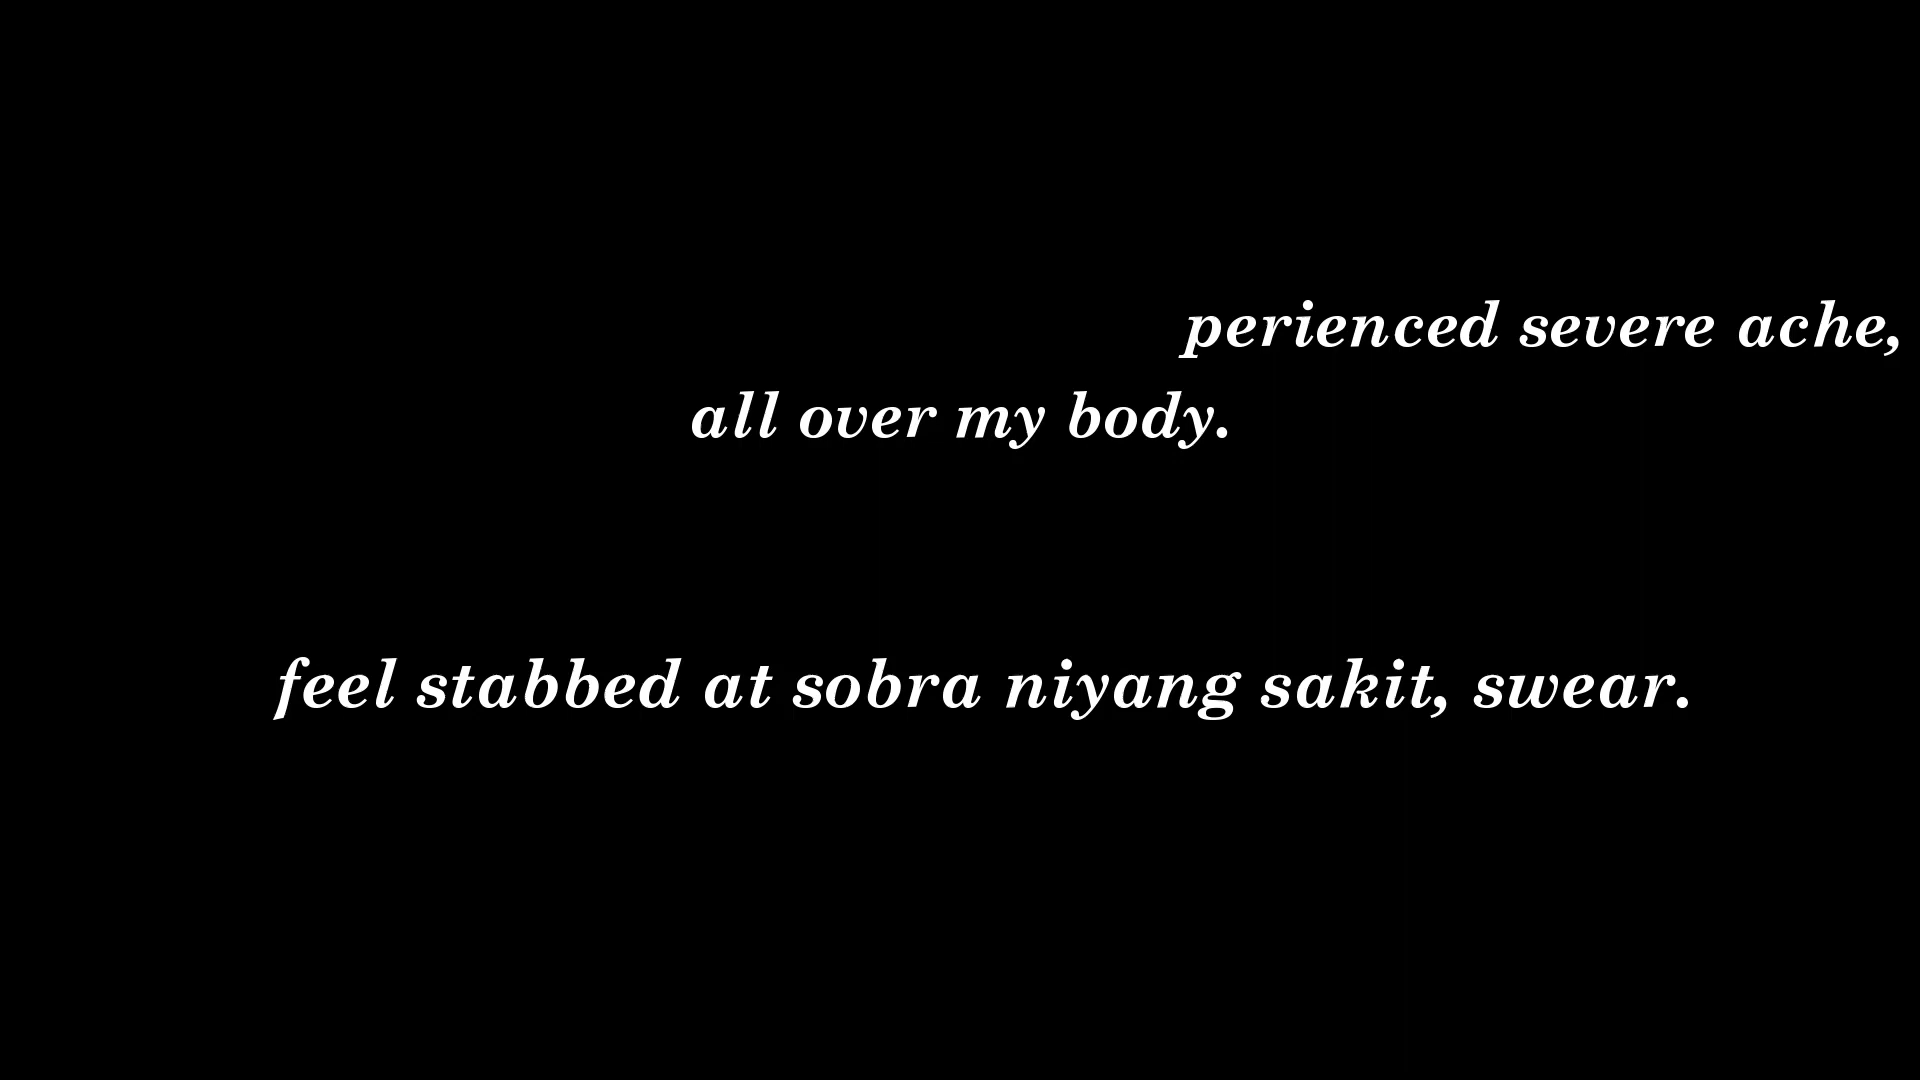 perienced severe ache,
all over my body.
feel stabbed at sobra niyang sakit, swear.